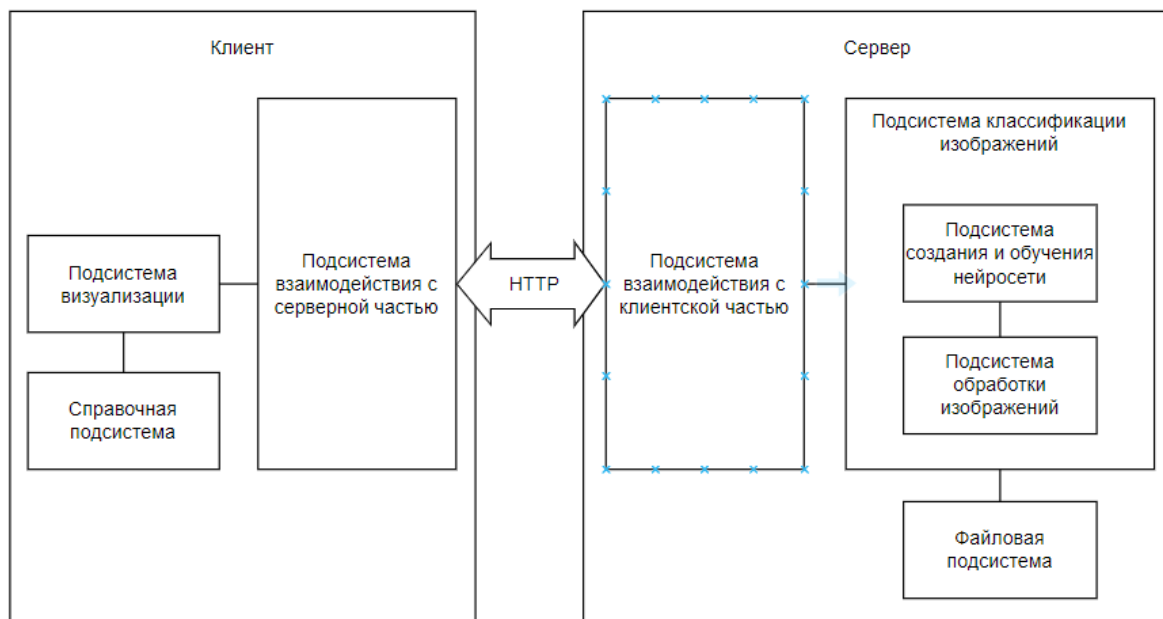 Клиент
Сервер
Подсистема классификации
изображений
Подсистема
создания и обучения
нейросети
Подсистема
визуализации
Подсистема
взаимодействия с
серверной частью
HTTP
Подсистема
взаимодействия с
клиентской частью
Подсистема
обработки
изображений
Справочная
подсистема
Файловая
подсистема